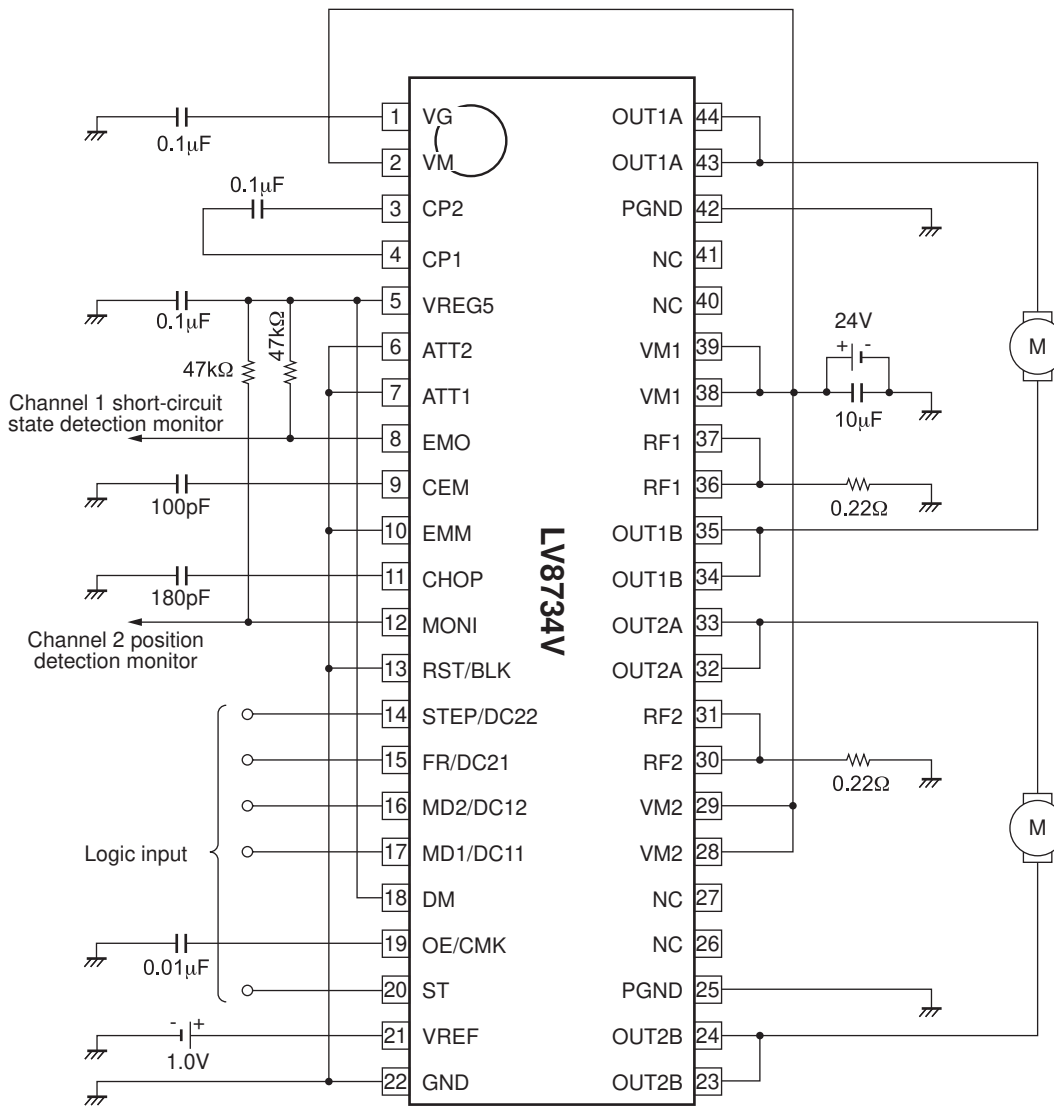 1 VG OUT1A 44
0.1µF
2 VM OUT1A 43
0.1µF
3 CP2 PGND 42
4 CP1 NC 41
5 VREG5 NC 40
0.1µF
47kΩ
24V
+ -
6 ATT2 VM1 39
47kΩ
7 ATT1 VM1 38
10µF
Channel 1 short-circuit
state detection monitor
M
8 EMO RF1 37
9 CEM RF1 36
100pF
0.22Ω
10 EMM OUT1B 35
LV8734V
11 CHOP OUT1B 34
180pF
12 MONI OUT2A 33
Channel 2 position
detection monitor
13 RST/BLK OUT2A 32
14 STEP/DC22 RF2 31
15 FR/DC21 RF2 30
0.22Ω
16 MD2/DC12 VM2 29
M
Logic input
17 MD1/DC11 VM2 28
18 DM NC 27
19 OE/CMK NC 26
0.01µF
20 ST PGND 25
- +
21 VREF OUT2B 24
1.0V
22 GND OUT2B 23